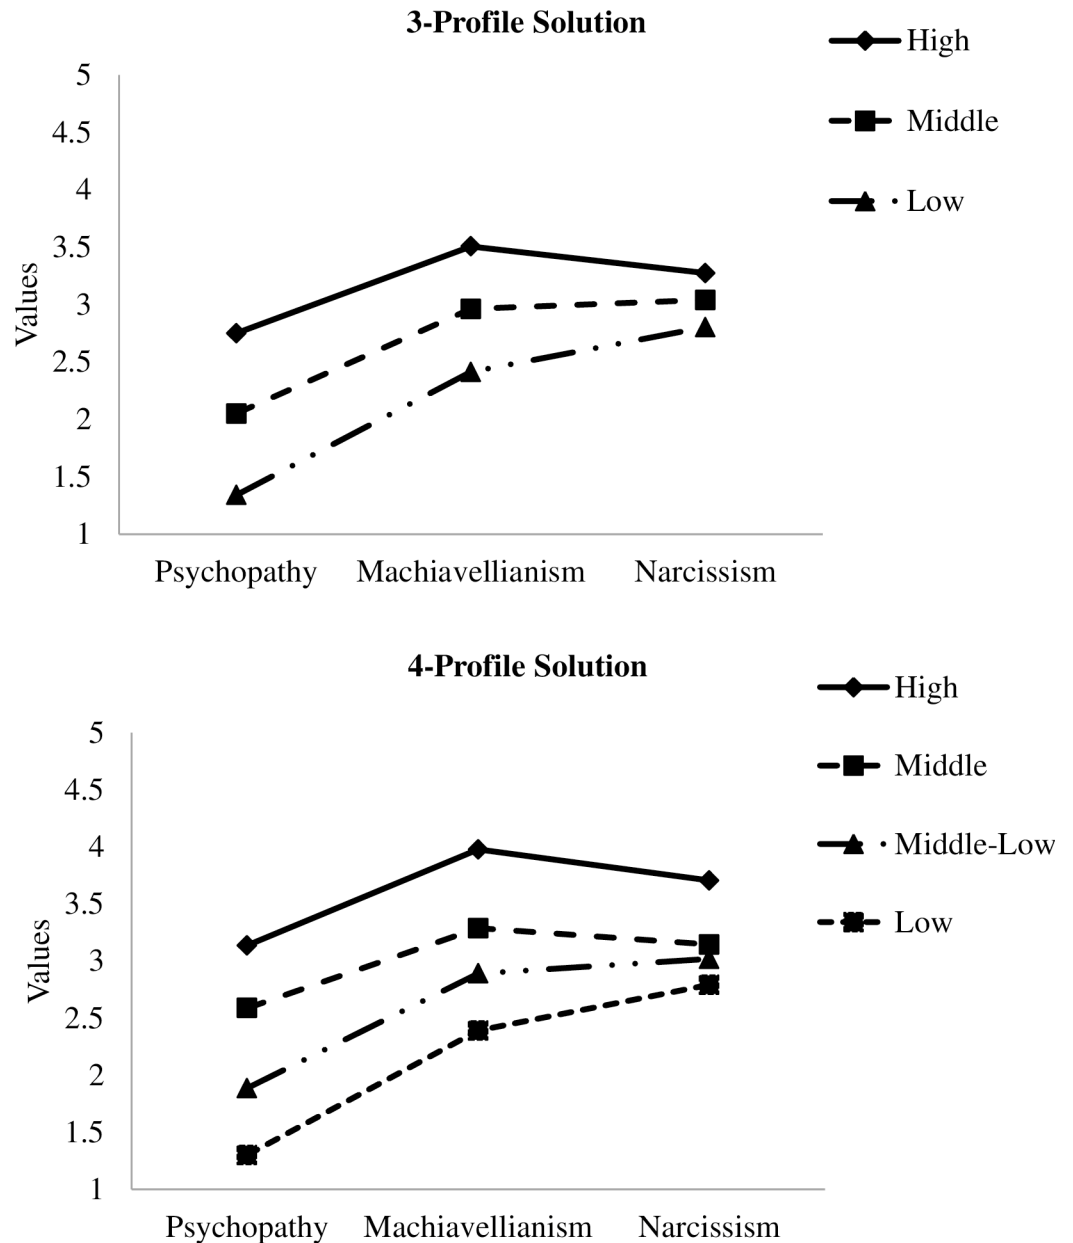 3-Profile Solution
High
Middle
Low
5
4.5
4
3.5
3
2.5
2
1.5
1
Values
Psychopathy Machiavellianism Narcissism
4-Profile Solution
High
Middle
Middle-Low
Low
5
4.5
4
3.5
3
2.5
2
1.5
1
Values
Psychopathy Machiavellianism Narcissism